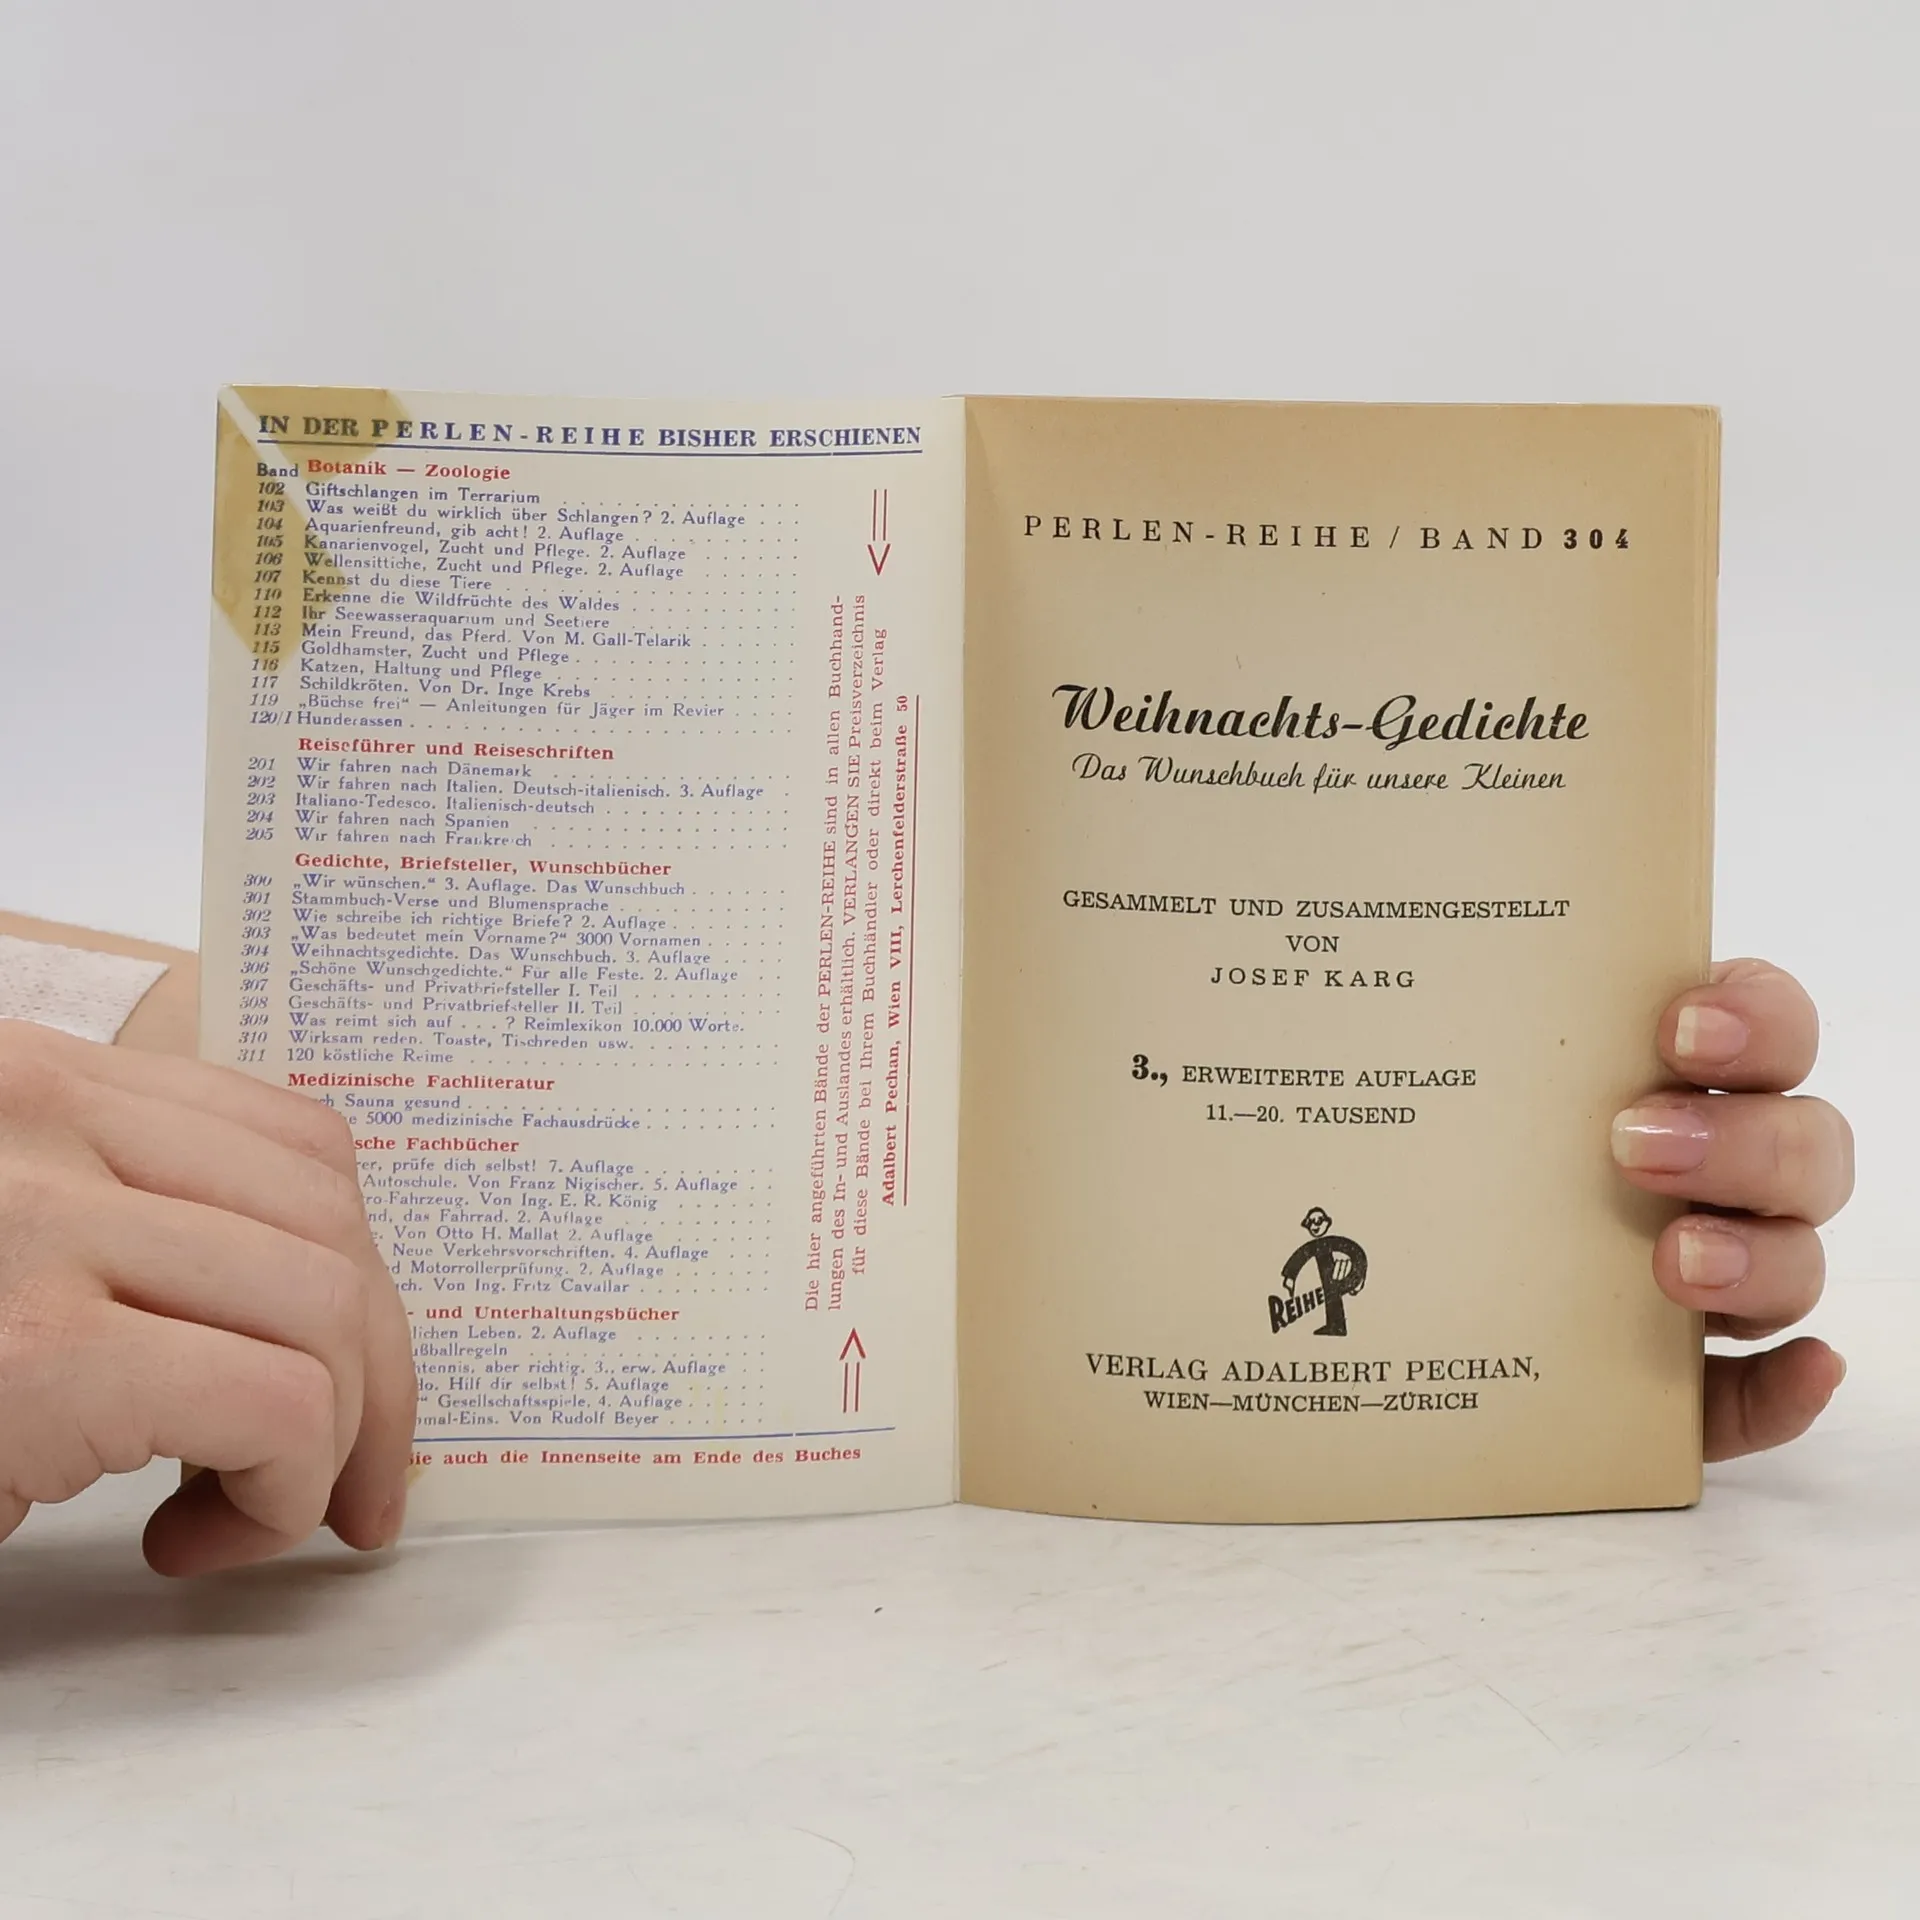 IN DER PERLEN-REIHE BISHER ERSCHIENEN
Band Botanik — Zoologie
102 Giftschlangen im Terrarium
103 Was weißt du wirklich über Schlangen? 2. Auflage
104 Aquarienfreund, gib acht! 2. Auflage
105 Kanarienvogel, Zucht und Pflege. 2. Auflage
106 Wellensittiche, Zucht und Pflege. 2. Auflage
107 Kennst du diese Tiere
110 Erkenne die Wildfrüchte des Waldes
112 Ihr Seewasseraquarium und Seetiere
113 Mein Freund, das Pferd. Von M. Gall-Telarik
115 Goldhamster, Zucht und Pflege
116 Katzen, Haltung und Pflege
117 Schildkröten. Von Dr. Inge Krebs
119 „Büchse frei“ — Anleitungen für Jäger im Revier
120/I Hunderassen
Reiseführer und Reiseschriften
201 Wir fahren nach Dänemark
202 Wir fahren nach Italien. Deutsch-italienisch. 3. Auflage
203 Italiano-Tedesco. Italienisch-deutsch
204 Wir fahren nach Spanien
205 Wir fahren nach Frankreich
Gedichte, Briefsteller, Wunschbücher
300 „Wir wünschen.“ 3. Auflage. Das Wunschbuch
301 Stammbuch-Verse und Blumensprache
302 Wie schreibe ich richtige Briefe? 2. Auflage
303 „Was bedeutet mein Vorname?“ 3000 Vornamen
304 Weihnachtsgedichte. Das Wunschbuch. 3. Auflage
306 „Schöne Wunschgedichte.“ Für alle Feste. 2. Auflage
307 Geschäfts- und Privatbriefsteller I. Teil
308 Geschäfts- und Privatbriefsteller II. Teil
309 Was reimt sich auf . . . ? Reimlexikon 10.000 Worte.
310 Wirksam reden. Toaste, Tischreden usw.
311 120 köstliche Reime
Medizinische Fachliteratur
Sauna gesund
5000 medizinische Fachausdrücke
Fachbücher
prüfe dich selbst! 7. Auflage
Autoschule. Von Franz Nigischer. 5. Auflage
Fahrzeug. Von Ing. E. R. König
das Fahrrad. 2. Auflage
Von Otto H. Mallat 2. Auflage
Neue Verkehrsvorschriften. 4. Auflage
Motorrollerprüfung. 2. Auflage
Von Ing. Fritz Cavallar
- und Unterhaltungsbücher
lichen Leben. 2. Auflage
ußballregeln
tennis, aber richtig. 3., erw. Auflage
do. Hilf dir selbst! 5. Auflage
“ Gesellschaftsspiele. 4. Auflage
mal-Eins. Von Rudolf Beyer
Sie auch die Innenseite am Ende des Buches
Die hier angeführten Bände der PERLEN-REIHE sind in allen Buchhand-
lungen des In- und Auslandes erhältlich. VERLANGEN SIE Preisverzeichnis
für diese Bände bei Ihrem Buchhändler oder direkt beim Verlag
Adalbert Pechan, Wien VIII, Lerchenfelderstraße 50
PERLEN-REIHE / BAND 304
Weihnachts-Gedichte
Das Wunschbuch für unsere Kleinen
GESAMMELT UND ZUSAMMENGESTELLT
VON
JOSEF KARG
3., ERWEITERTE AUFLAGE
11.—20. TAUSEND
REIHE P
VERLAG ADALBERT PECHAN,
WIEN—MÜNCHEN—ZÜRICH